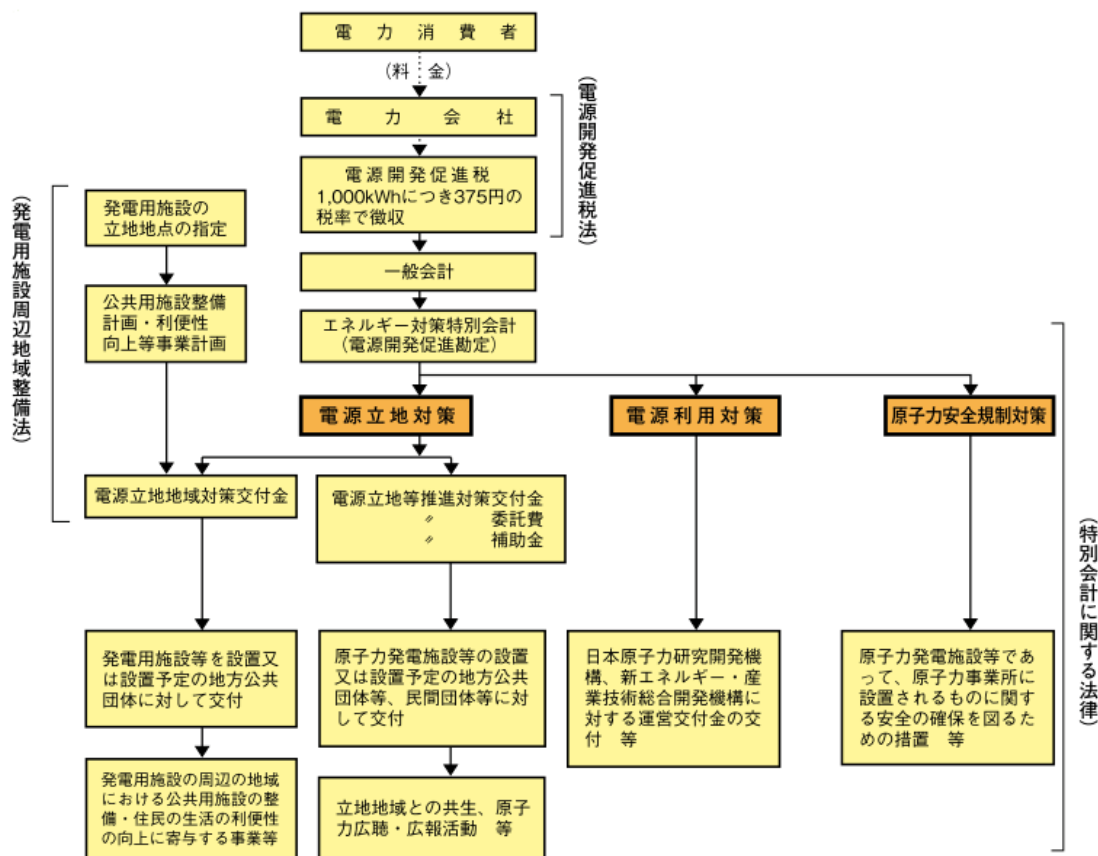 電力消費者
（料金）
電力会社
電源開発促進税
1,000kWhにつき375円の
税率で徴収
（電源開発促進税法）
一般会計
エネルギー対策特別会計
（電源開発促進勘定）
（発電用施設周辺地域整備法）
発電用施設の
立地地点の指定
公共用施設整備
計画・利便性
向上等事業計画
電源立地対策
電源利用対策
原子力安全規制対策
電源立地地域対策交付金
電源立地等推進対策交付金
〃 委託費
〃 補助金
発電用施設等を設置又
は設置予定の地方公共
団体に対して交付
原子力発電施設等の設置
又は設置予定の地方公共
団体等、民間団体等に対
して交付
日本原子力研究開発機
構、新エネルギー・産
業技術総合開発機構に
対する運営交付金の交
付 等
原子力発電施設等であ
って、原子力事業所に
設置されるものに関す
る安全の確保を図るた
めの措置 等
発電用施設の周辺の地域
における公共用施設の整
備・住民の生活の利便性
の向上に寄与する事業等
立地地域との共生、原子
力広聴・広報活動 等
（特別会計に関する法律）